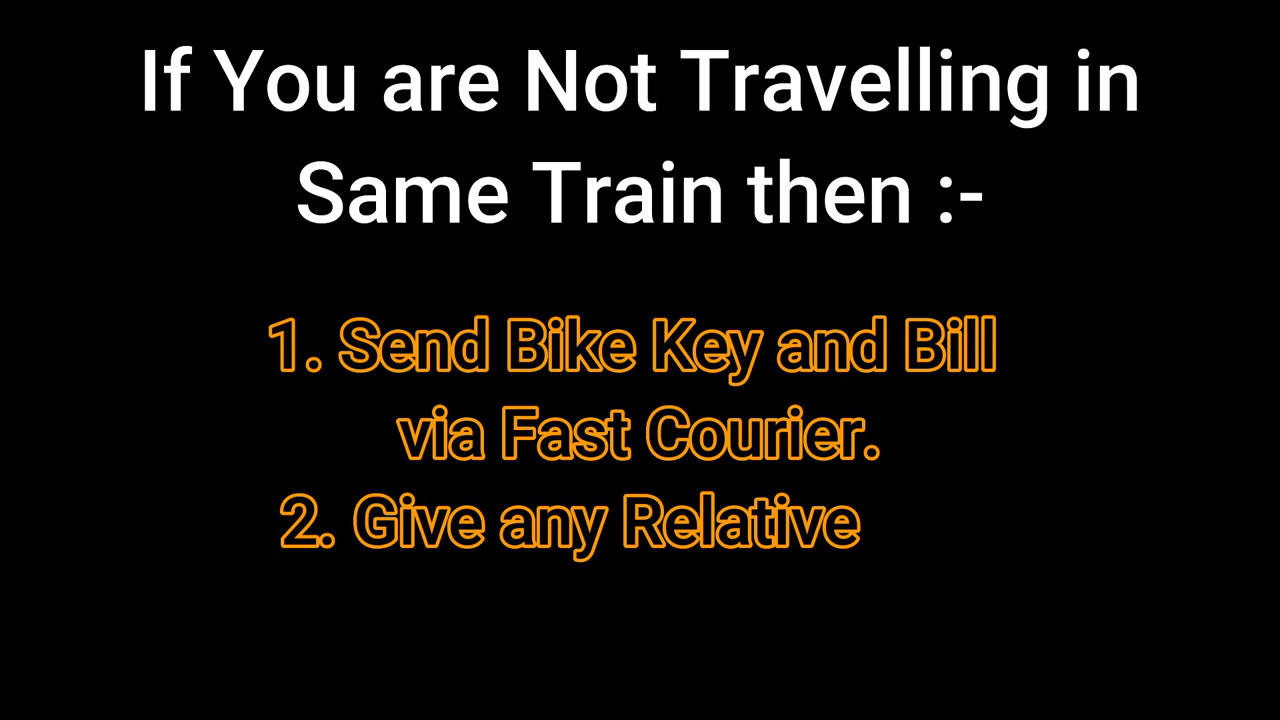 If You are Not Travelling in
Same Train then :-
1. Send Bike Key and Bill
via Fast Courier.
2. Give any Relative